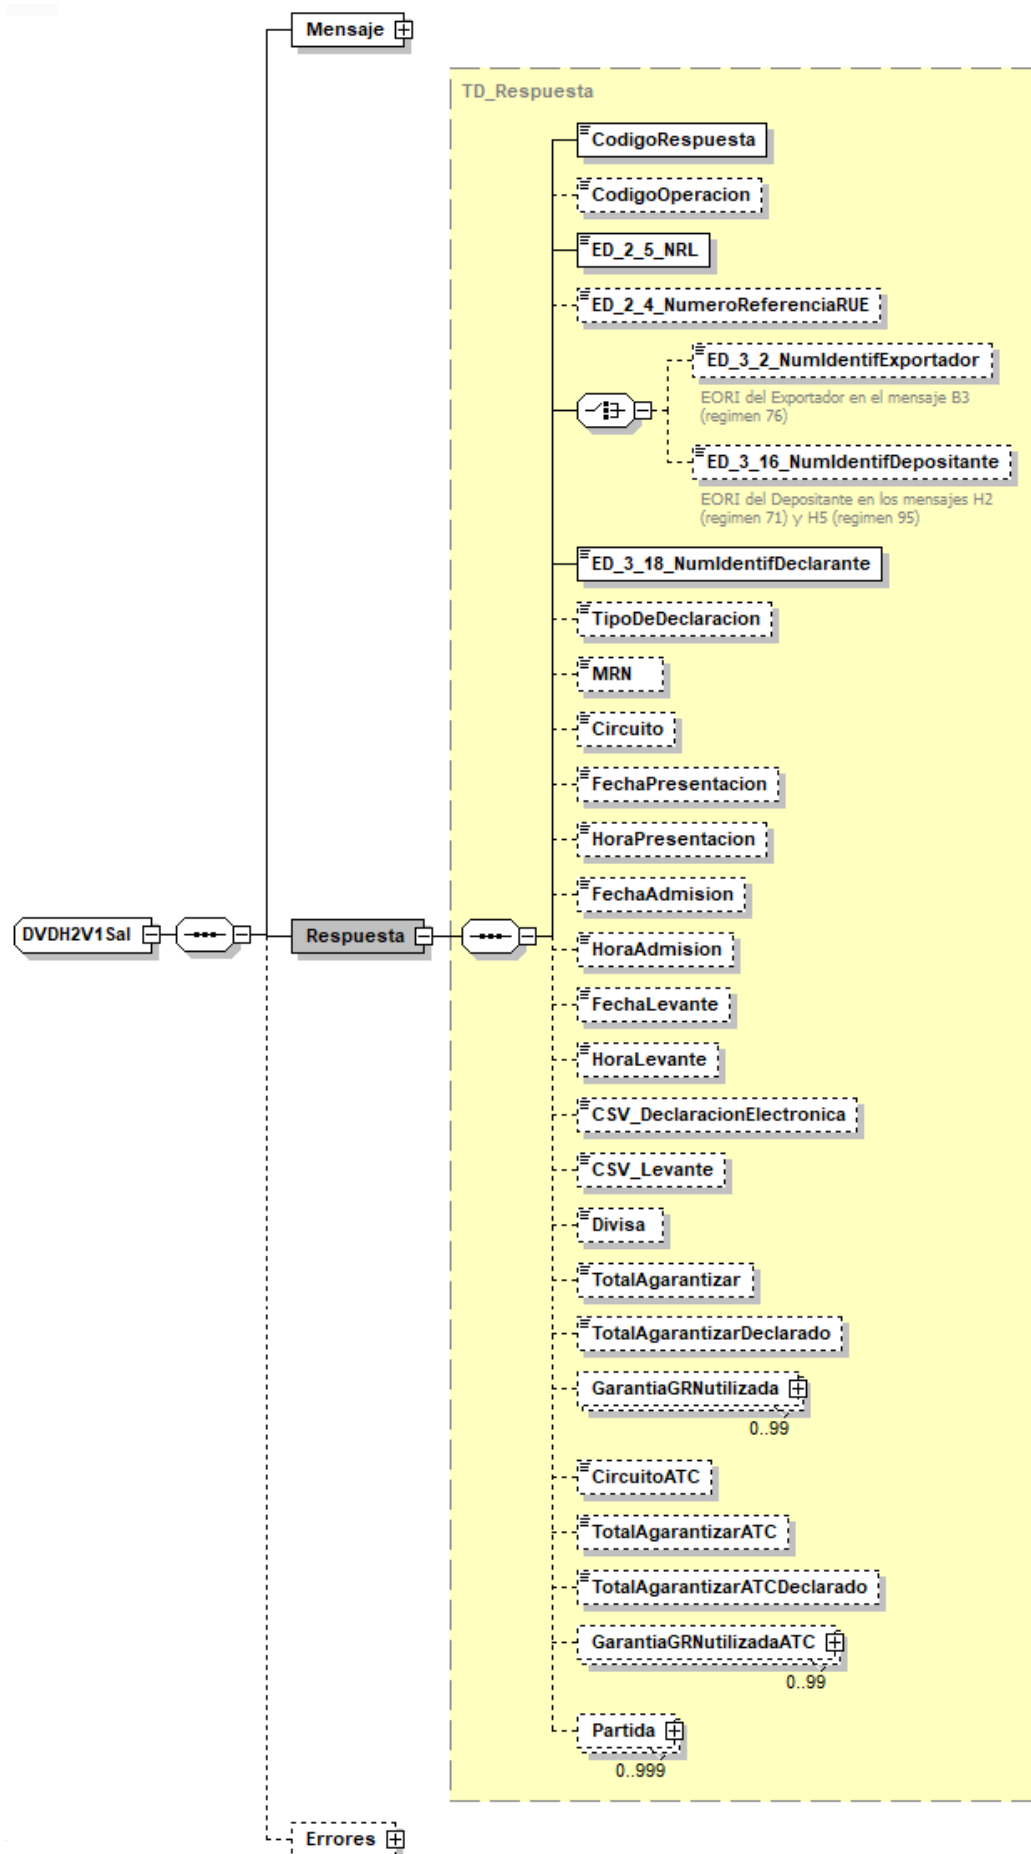 Mensaje
TD_Respuesta
CodigoRespuesta
CodigoOperacion
ED_2_5_NRL
ED_2_4_NumeroReferenciaRUE
ED_3_2_NumIdentifExportador
EORI del Exportador en el mensaje B3
(regimen 76)
ED_3_16_NumIdentifDepositante
EORI del Depositante en los mensajes H2
(regimen 71) y H5 (regimen 95)
ED_3_18_NumIdentifDeclarante
TipoDeDeclaracion
MRN
Circuito
FechaPresentacion
HoraPresentacion
FechaAdmision
DVDH2V1Sal
Respuesta
HoraAdmision
FechaLevante
HoraLevante
CSV_DeclaracionElectronica
CSV_Levante
Divisa
TotalAgarantizar
TotalAgarantizarDeclarado
GarantiaGRNutilizada
0..99
CircuitoATC
TotalAgarantizarATC
TotalAgarantizarATCDeclarado
GarantiaGRNutilizadaATC
0..99
Partida
0..999
Errores